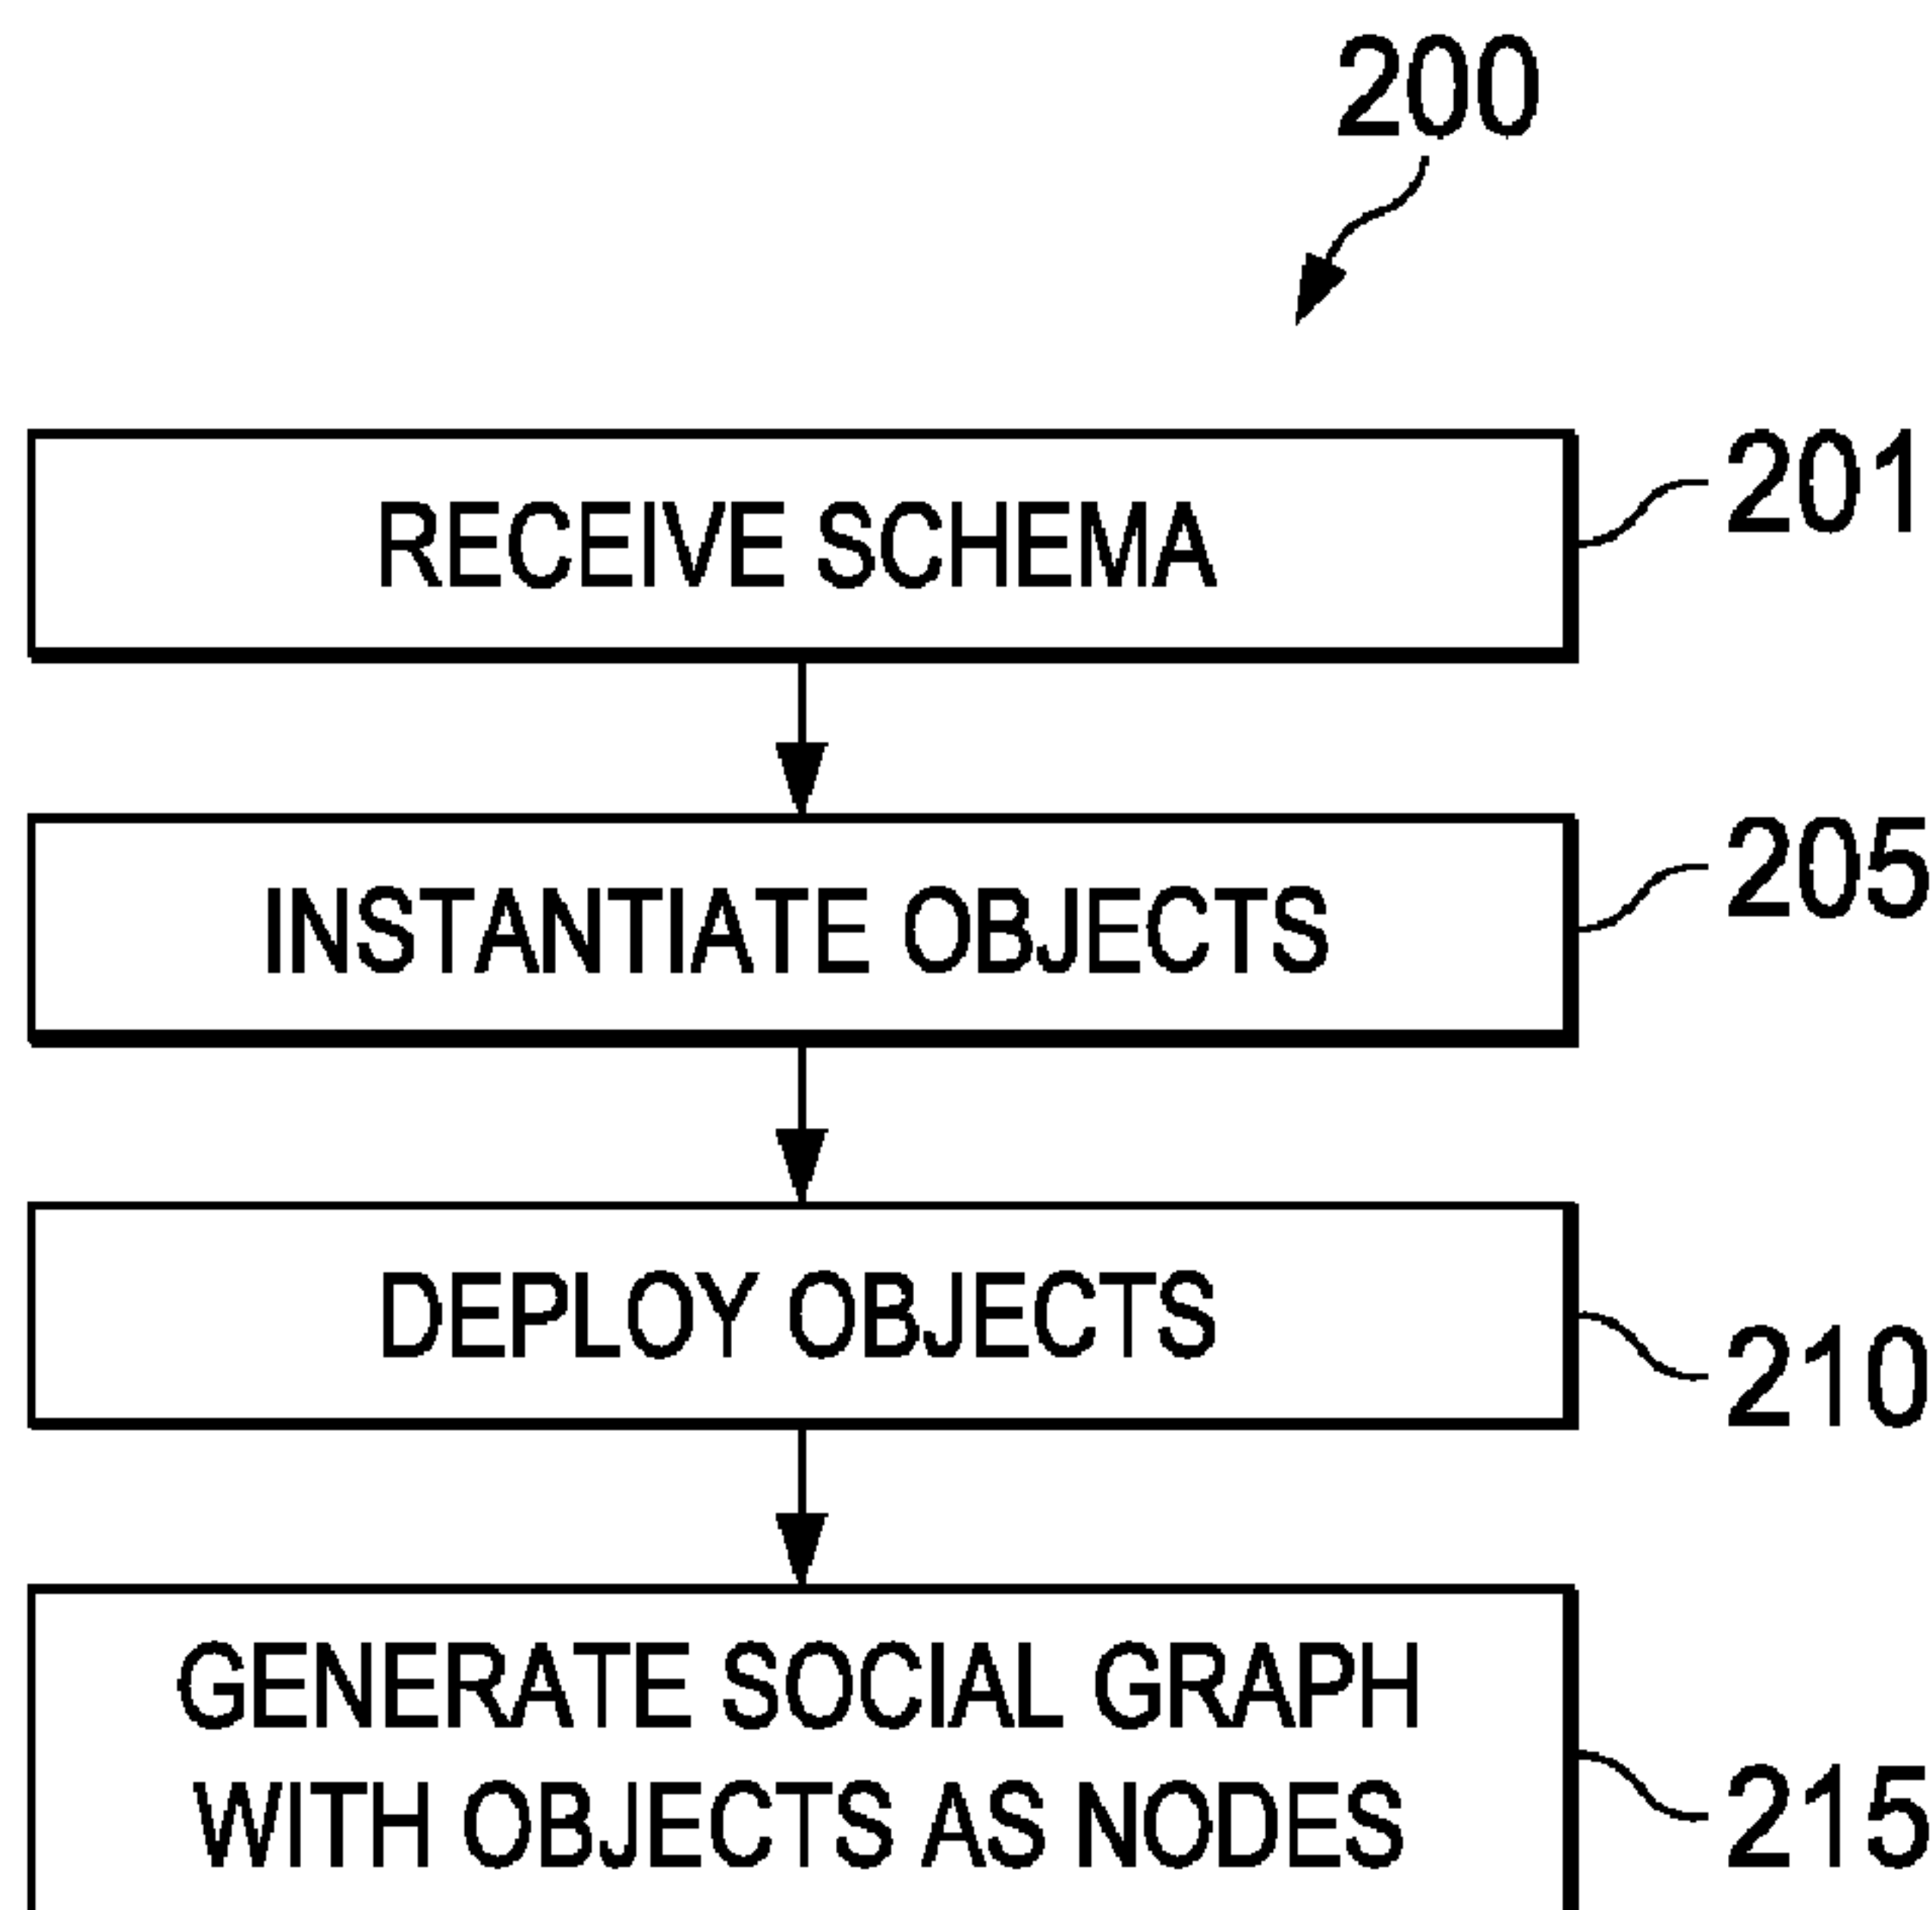 200
RECEIVE SCHEMA
201
INSTANTIATE OBJECTS
205
DEPLOY OBJECTS
210
GENERATE SOCIAL GRAPH
WITH OBJECTS AS NODES
215